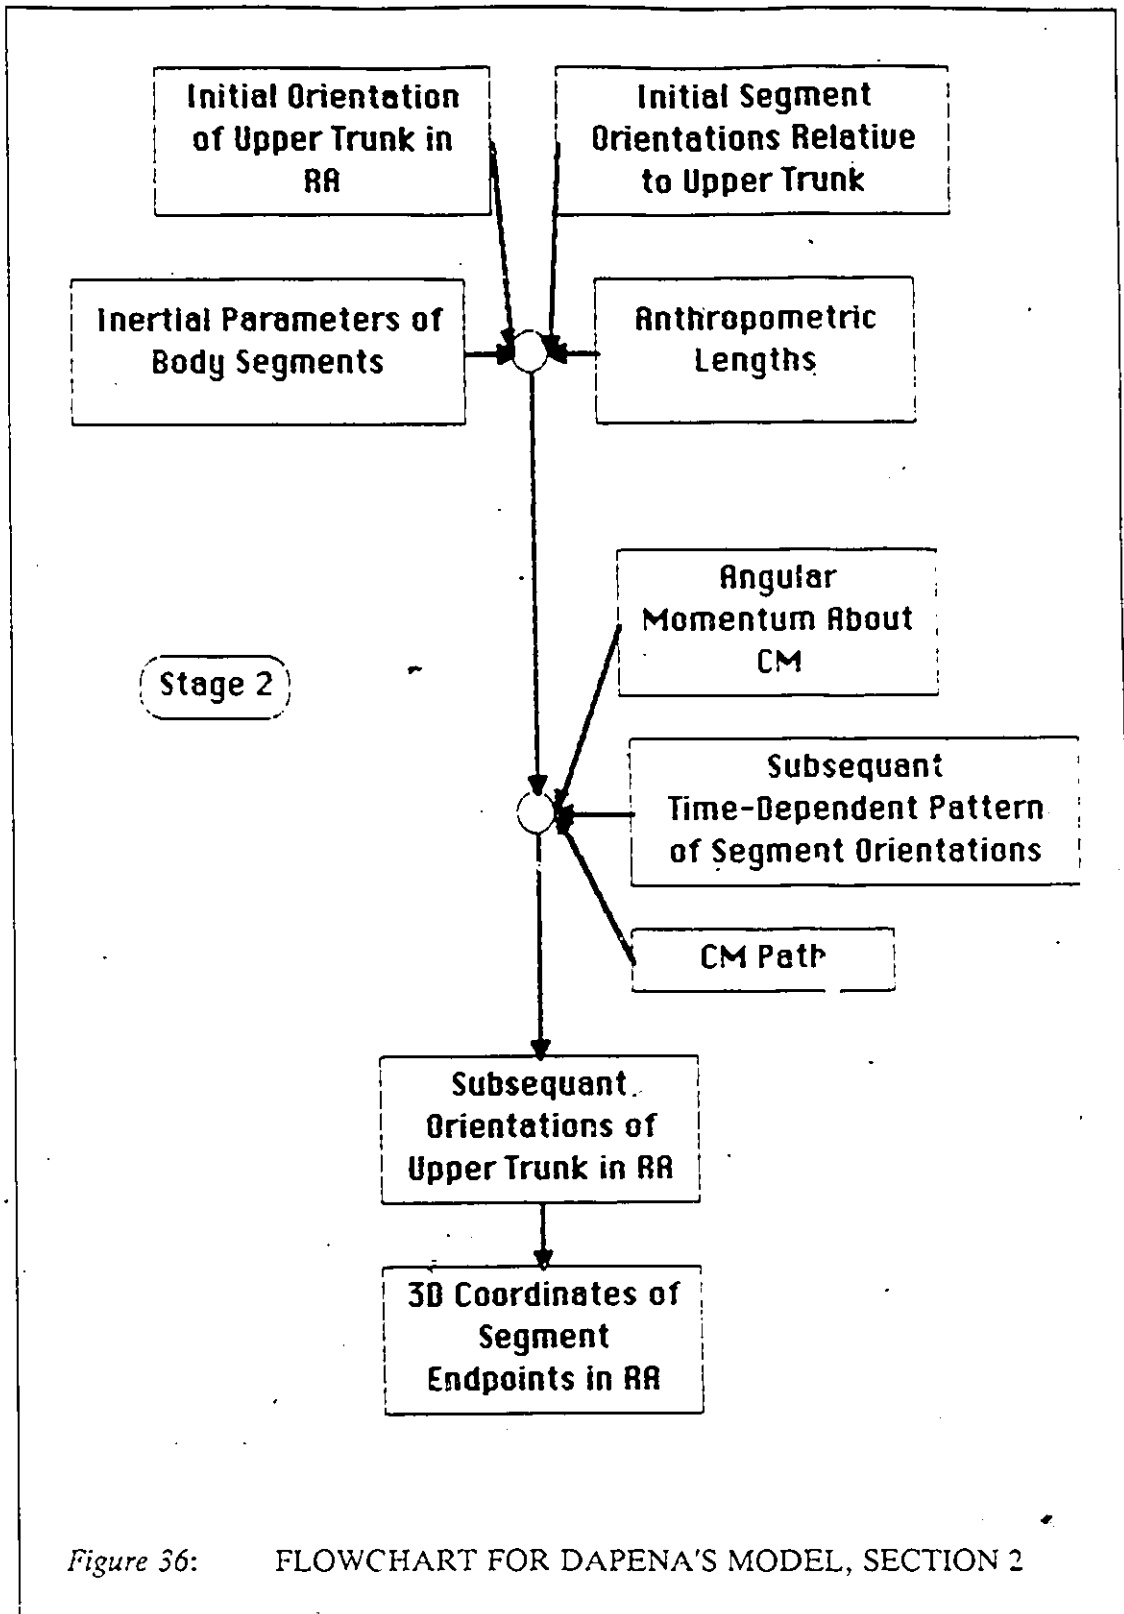 Initial Orientation
of Upper Trunk in
RA
Initial Segment
Orientations Relative
to Upper Trunk
Inertial Parameters of
Body Segments
Anthropometric
Lengths
Angular
Momentum About
CM
Stage 2
Subsequant
Time-Dependent Pattern
of Segment Orientations
CM Path
Subsequant
Orientations of
Upper Trunk in RA
3D Coordinates of
Segment
Endpoints in RA
Figure 36: FLOWCHART FOR DAPENA'S MODEL, SECTION 2